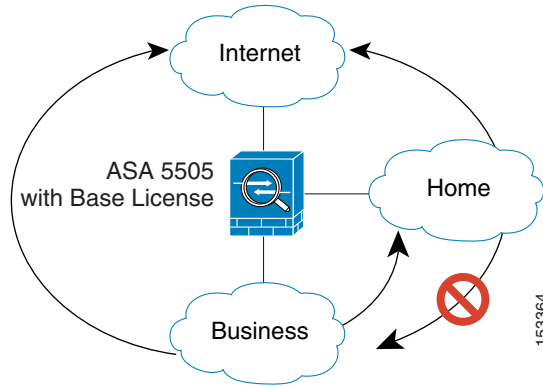 Internet
ASA 5505
with Base License
Home
Business
153364